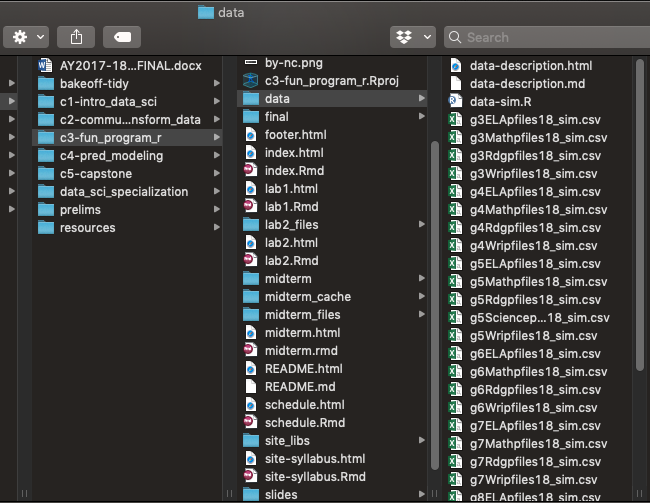 data
Search
AY2017-18...FINAL.docx
bakeoff-tidy
c1-intro_data_sci
c2-commu...nsform_data
c3-fun_program_r
c4-pred_modeling
c5-capstone
data_sci_specialization
prelims
resources
by-nc.png
c3-fun_program_r.Rproj
data
final
footer.html
index.html
index.Rmd
lab1.html
lab1.Rmd
lab2_files
lab2.html
lab2.Rmd
midterm
midterm_cache
midterm_files
midterm.html
midterm.rmd
README.html
README.md
schedule.html
schedule.Rmd
site_libs
site-syllabus.html
site-syllabus.Rmd
slides
data-description.html
data-description.md
data-sim.R
g3ELApfiles18_sim.csv
g3Mathpfiles18_sim.csv
g3Rdgpfiles18_sim.csv
g3Wripfiles18_sim.csv
g4ELApfiles18_sim.csv
g4Mathpfiles18_sim.csv
g4Rdgpfiles18_sim.csv
g4Wripfiles18_sim.csv
g5ELApfiles18_sim.csv
g5Mathpfiles18_sim.csv
g5Rdgpfiles18_sim.csv
g5Sciencep...18_sim.csv
g5Wripfiles18_sim.csv
g6ELApfiles18_sim.csv
g6Mathpfiles18_sim.csv
g6Rdgpfiles18_sim.csv
g6Wripfiles18_sim.csv
g7ELApfiles18_sim.csv
g7Mathpfiles18_sim.csv
g7Rdgpfiles18_sim.csv
g7Wripfiles18_sim.csv
g8ELApfiles18_sim.csv